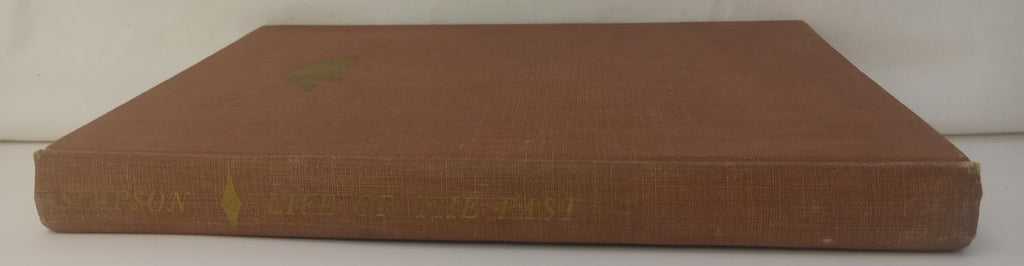 SIMPSON LIFE OF THE PAST